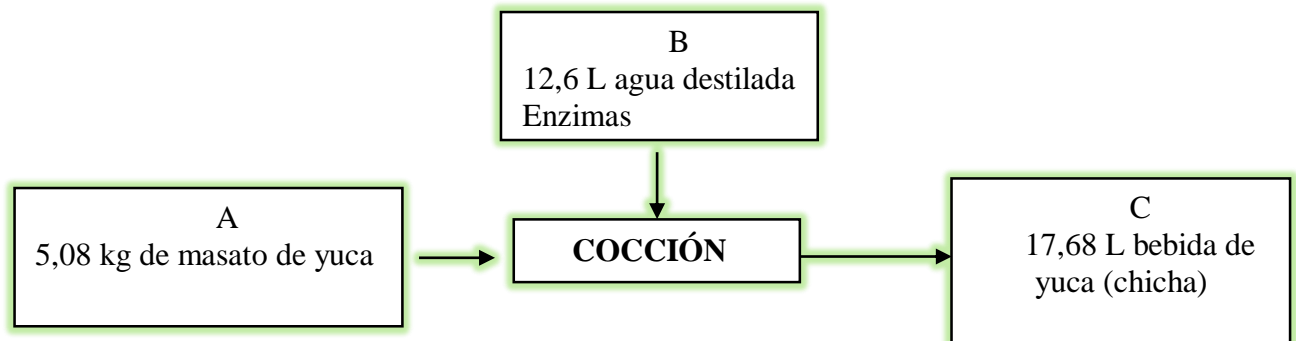 B
12,6 L agua destilada
Enzimas
A
5,08 kg de masato de yuca
COCCIÓN
C
17,68 L bebida de
yuca (chicha)